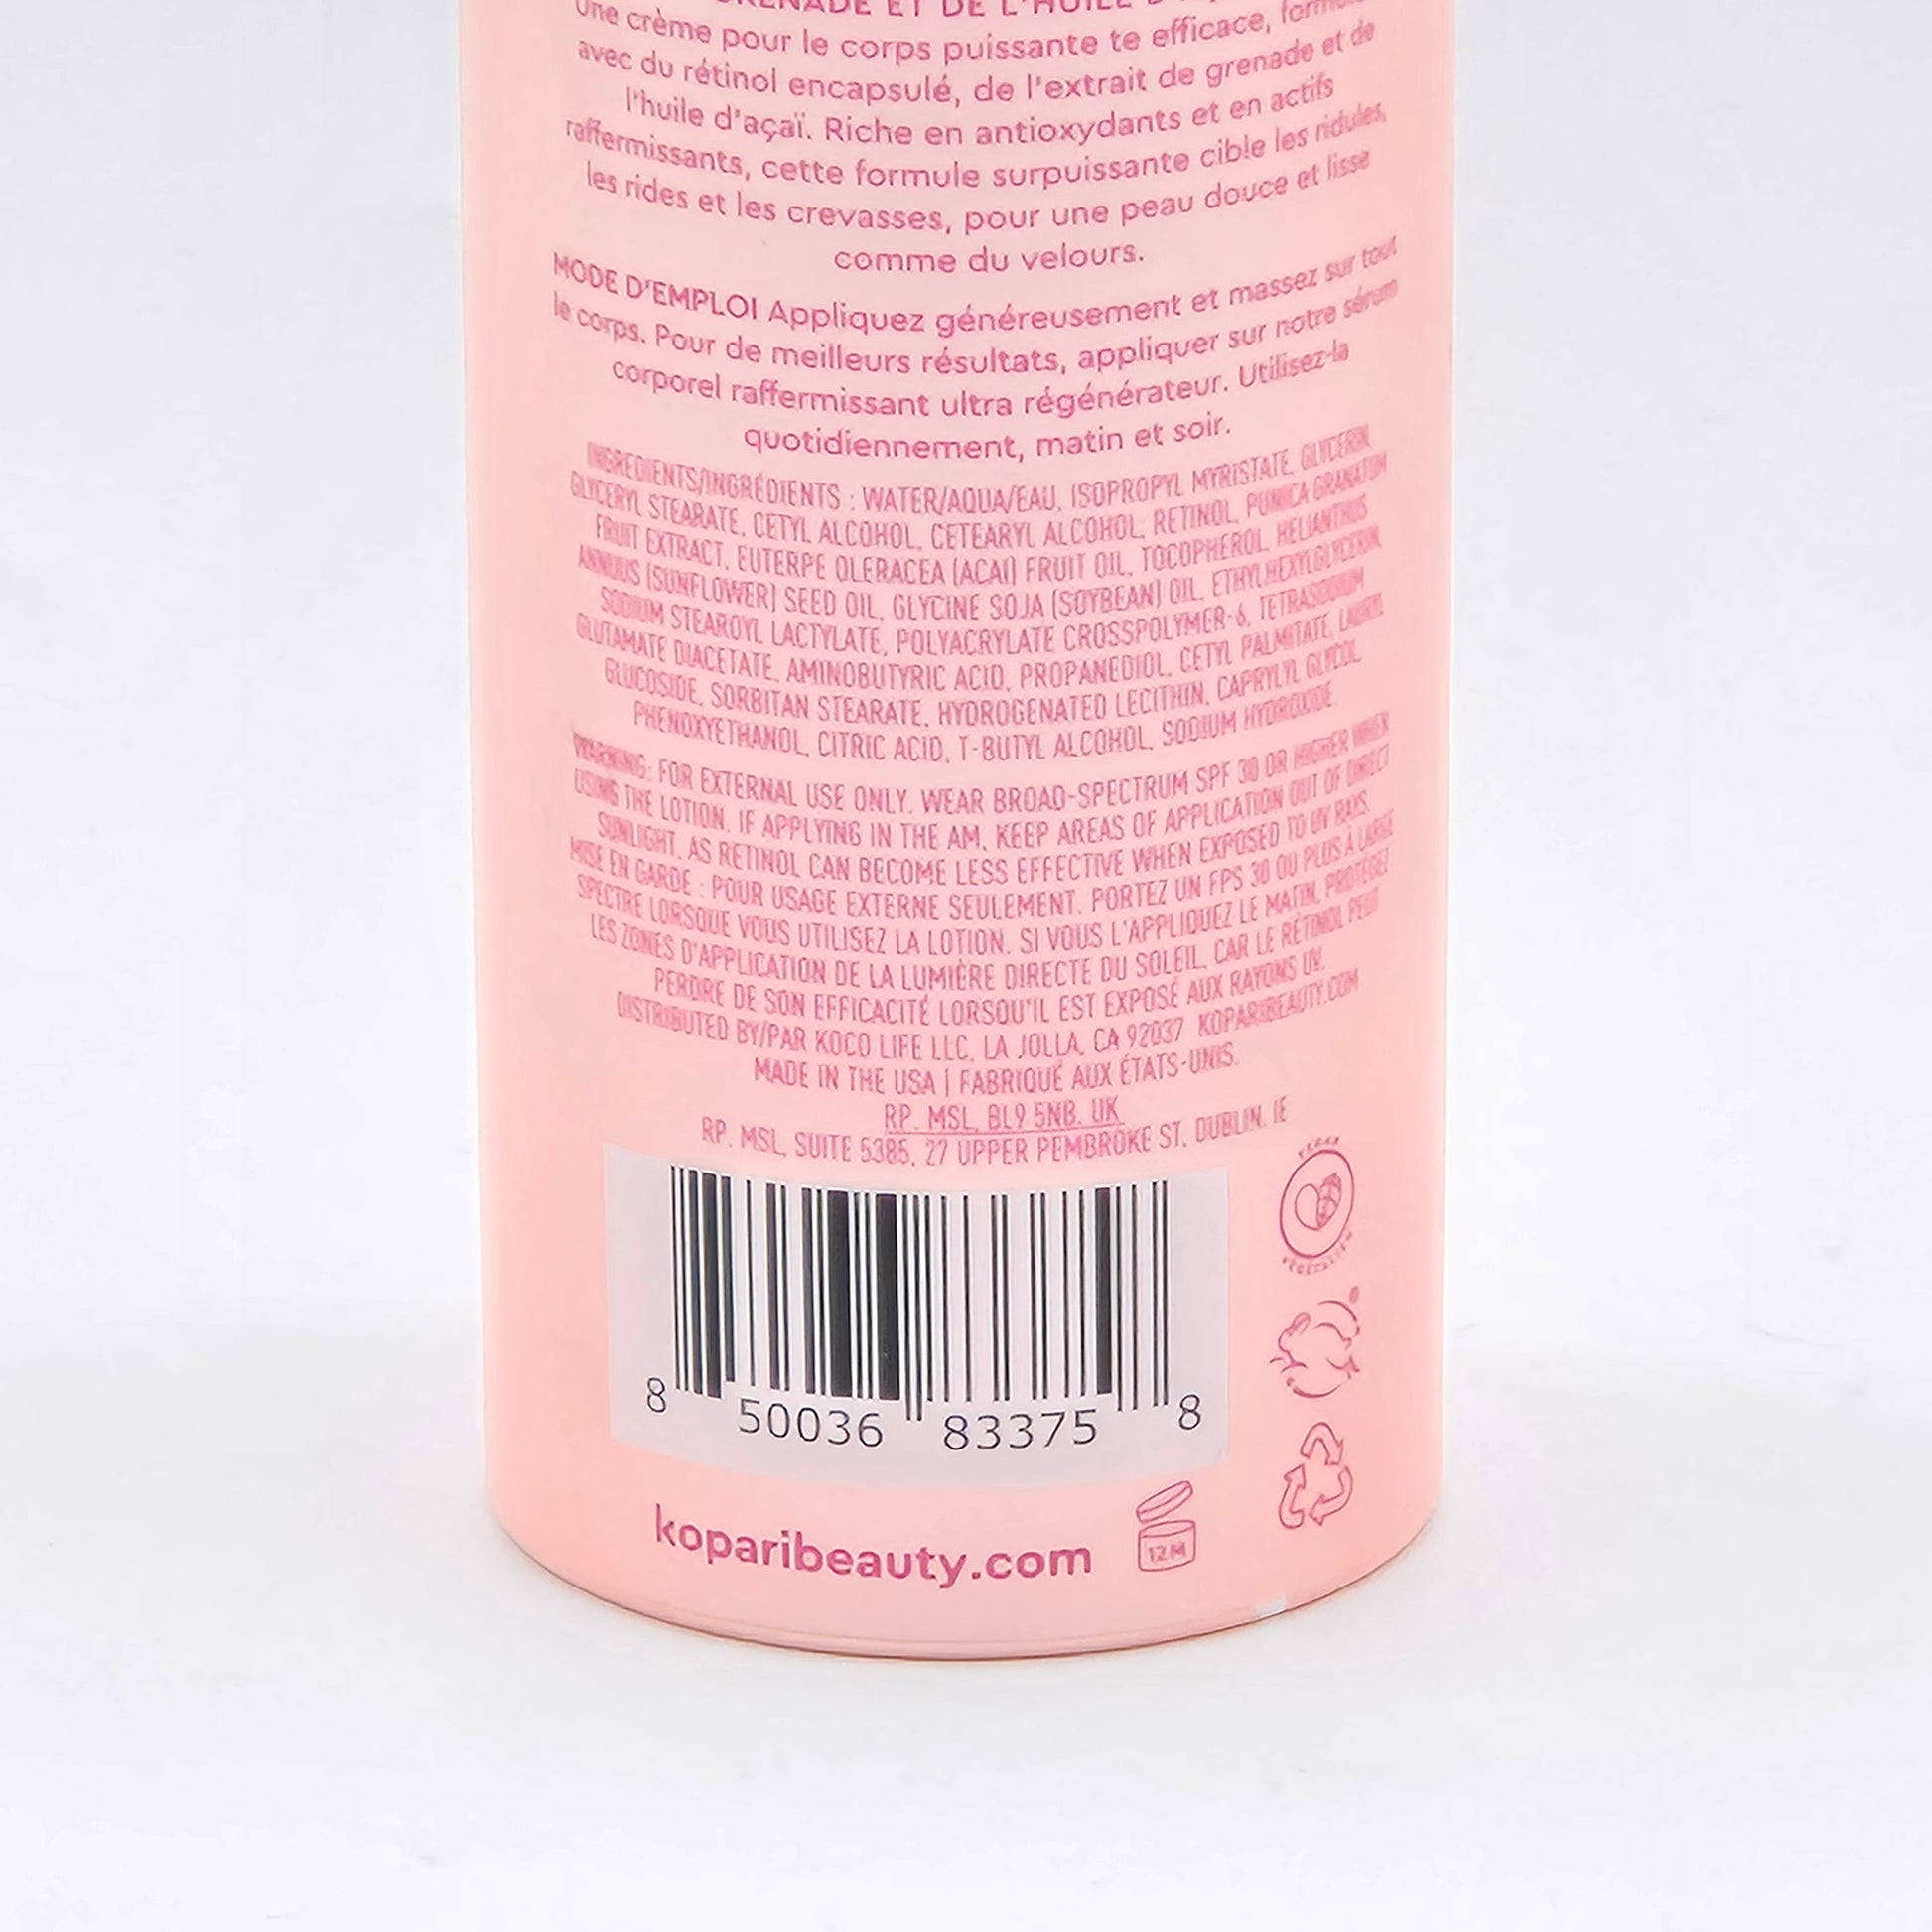 GRENADE ET DE L'HUILE D'
Une crème pour le corps puissante te efficace,
avec du rétinol encapsulé, de l'extrait de grenade et de
l'huile d'açaï. Riche en antioxydants et en actifs
raffermissants, cette formule surpuissante cible les ridules,
les rides et les crevasses, pour une peau douce et lisse
comme du velours.
MODE D'EMPLOI Appliquez généreusement et massez sur tout
le corps. Pour de meilleurs résultats, appliquer sur notre sérum
corporel raffermissant ultra régénérateur. Utilisez-la
quotidiennement, matin et soir.
INGREDIENTS/INGRÉDIENTS : WATER/AQUA/EAU, ISOPROPYL MYRISTATE, GLYCERIN,
GLYCERYL STEARATE, CETYL ALCOHOL, CETEARYL ALCOHOL, RETINOL, PUNICA GRANATUM
FRUIT EXTRACT, EUTERPE OLERACEA (ACAI) FRUIT OIL, TOCOPHEROL, HELIANTHUS
ANNUUS (SUNFLOWER) SEED OIL, GLYCINE SOJA (SOYBEAN) OIL, ETHYLHEXYLGLYCERIN,
SODIUM STEAROYL LACTYLATE, POLYACRYLATE CROSSPOLYMER-6, TETRASODIUM
GLUTAMATE DIACETATE, AMINOBUTYRIC ACID, PROPANEDIOL, CETYL PALMITATE, LAURYL
GLUCOSIDE, SORBITAN STEARATE, HYDROGENATED LECITHIN, CAPRYLYL GLYCOL,
PHENOXYETHANOL, CITRIC ACID, T-BUTYL ALCOHOL, SODIUM HYDROXIDE.
WARNING: FOR EXTERNAL USE ONLY. WEAR BROAD-SPECTRUM SPF 30 OR HIGHER WHEN
USING THE LOTION. IF APPLYING IN THE AM, KEEP AREAS OF APPLICATION OUT OF DIRECT
SUNLIGHT, AS RETINOL CAN BECOME LESS EFFECTIVE WHEN EXPOSED TO UV RAYS.
MISE EN GARDE : POUR USAGE EXTERNE SEULEMENT. PORTEZ UN FPS 30 OU PLUS À LARGE
SPECTRE LORSQUE VOUS UTILISEZ LA LOTION. SI VOUS L'APPLIQUEZ LE MATIN, PROTÉGEZ
LES ZONES D'APPLICATION DE LA LUMIÈRE DIRECTE DU SOLEIL, CAR LE RÉTINOL PEUT
PERDRE DE SON EFFICACITÉ LORSQU'IL EST EXPOSÉ AUX RAYONS UV.
DISTRIBUTED BY/PAR KOCO LIFE LLC, LA JOLLA, CA 92037 KOPARIBEAUTY.COM
MADE IN THE USA | FABRIQUÉ AUX ÉTATS-UNIS.
RP. MSL, BL9 5NB. UK
RP. MSL, SUITE 5385, 27 UPPER PEMBROKE ST, DUBLIN, IE
VEGAN
VÉGÉTALIEN
8 50036 83375 8
koparibeauty.com
12M